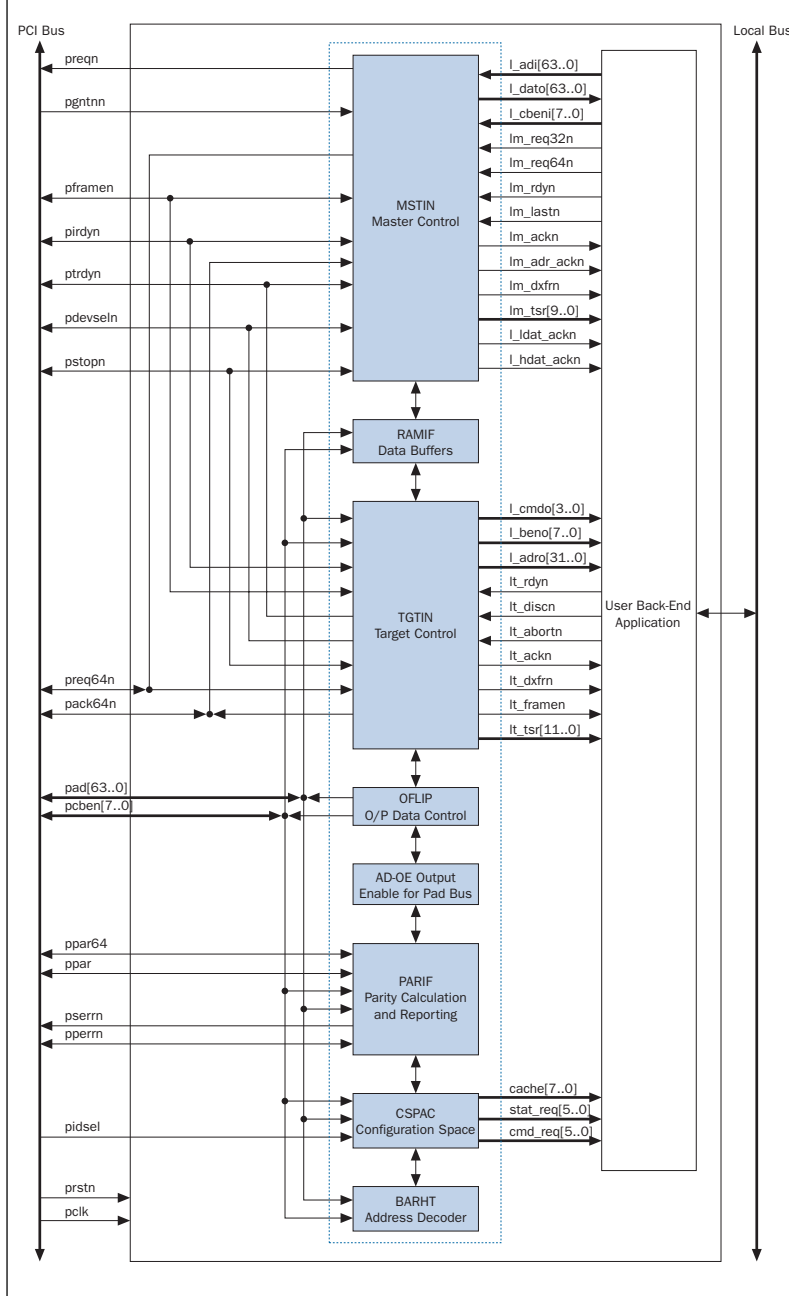 PCI Bus
Local Bus
preqn
pgntnn
pframen
pirdyn
ptrdyn
pdevseln
pstopn
MSTIN
Master Control
l_adi[63..0]
l_dato[63..0]
l_cbeni[7..0]
lm_req32n
lm_req64n
lm_rdyn
lm_lastn
lm_ackn
lm_adr_ackn
lm_dxfrn
lm_tsr[9..0]
l_ldat_ackn
l_hdat_ackn
RAMIF
Data Buffers
TGTIN
Target Control
l_cmdo[3..0]
l_beno[7..0]
l_adro[31..0]
lt_rdyn
lt_discn
lt_abortn
lt_ackn
lt_dxfrn
lt_framen
lt_tsr[11..0]
User Back-End
Application
preq64n
pack64n
pad[63..0]
pcben[7..0]
OFLIP
O/P Data Control
AD-OE Output
Enable for Pad Bus
ppar64
ppar
pserrn
pperrn
PARIF
Parity Calculation
and Reporting
pidsel
CSPAC
Configuration Space
cache[7..0]
stat_req[5..0]
cmd_req[5..0]
prstn
pclk
BARHT
Address Decoder